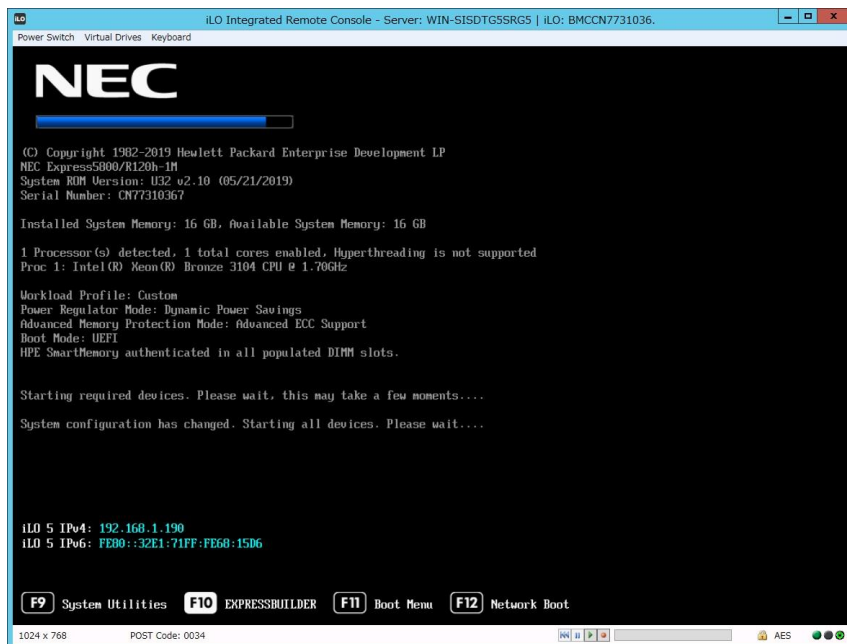 iLO
iLO Integrated Remote Console - Server: WIN-SISDTG5SRG5 | iLO: BMCCN7731036.
Power Switch Virtual Drives Keyboard
NEC
(C) Copyright 1982-2019 Hewlett Packard Enterprise Development LP
NEC Express5800/R120h-1M
System ROM Version: U32 v2.10 (05/21/2019)
Serial Number: CN77310367
Installed System Memory: 16 GB, Available System Memory: 16 GB
1 Processor(s) detected, 1 total cores enabled, Hyperthreading is not supported
Proc 1: Intel(R) Xeon(R) Bronze 3104 CPU @ 1.70GHz
Workload Profile: Custom
Power Regulator Mode: Dynamic Power Savings
Advanced Memory Protection Mode: Advanced ECC Support
Boot Mode: UEFI
HPE SmartMemory authenticated in all populated DIMM slots.
Starting required devices. Please wait, this may take a few moments....
System configuration has changed. Starting all devices. Please wait....
iLO 5 IPv4: 192.168.1.190
iLO 5 IPv6: FE80::32E1:71FF:FE68:15D6
F9 System Utilities F10 EXPRESSBUILDER F11 Boot Menu F12 Network Boot
1024 x 768 POST Code: 0034 AES